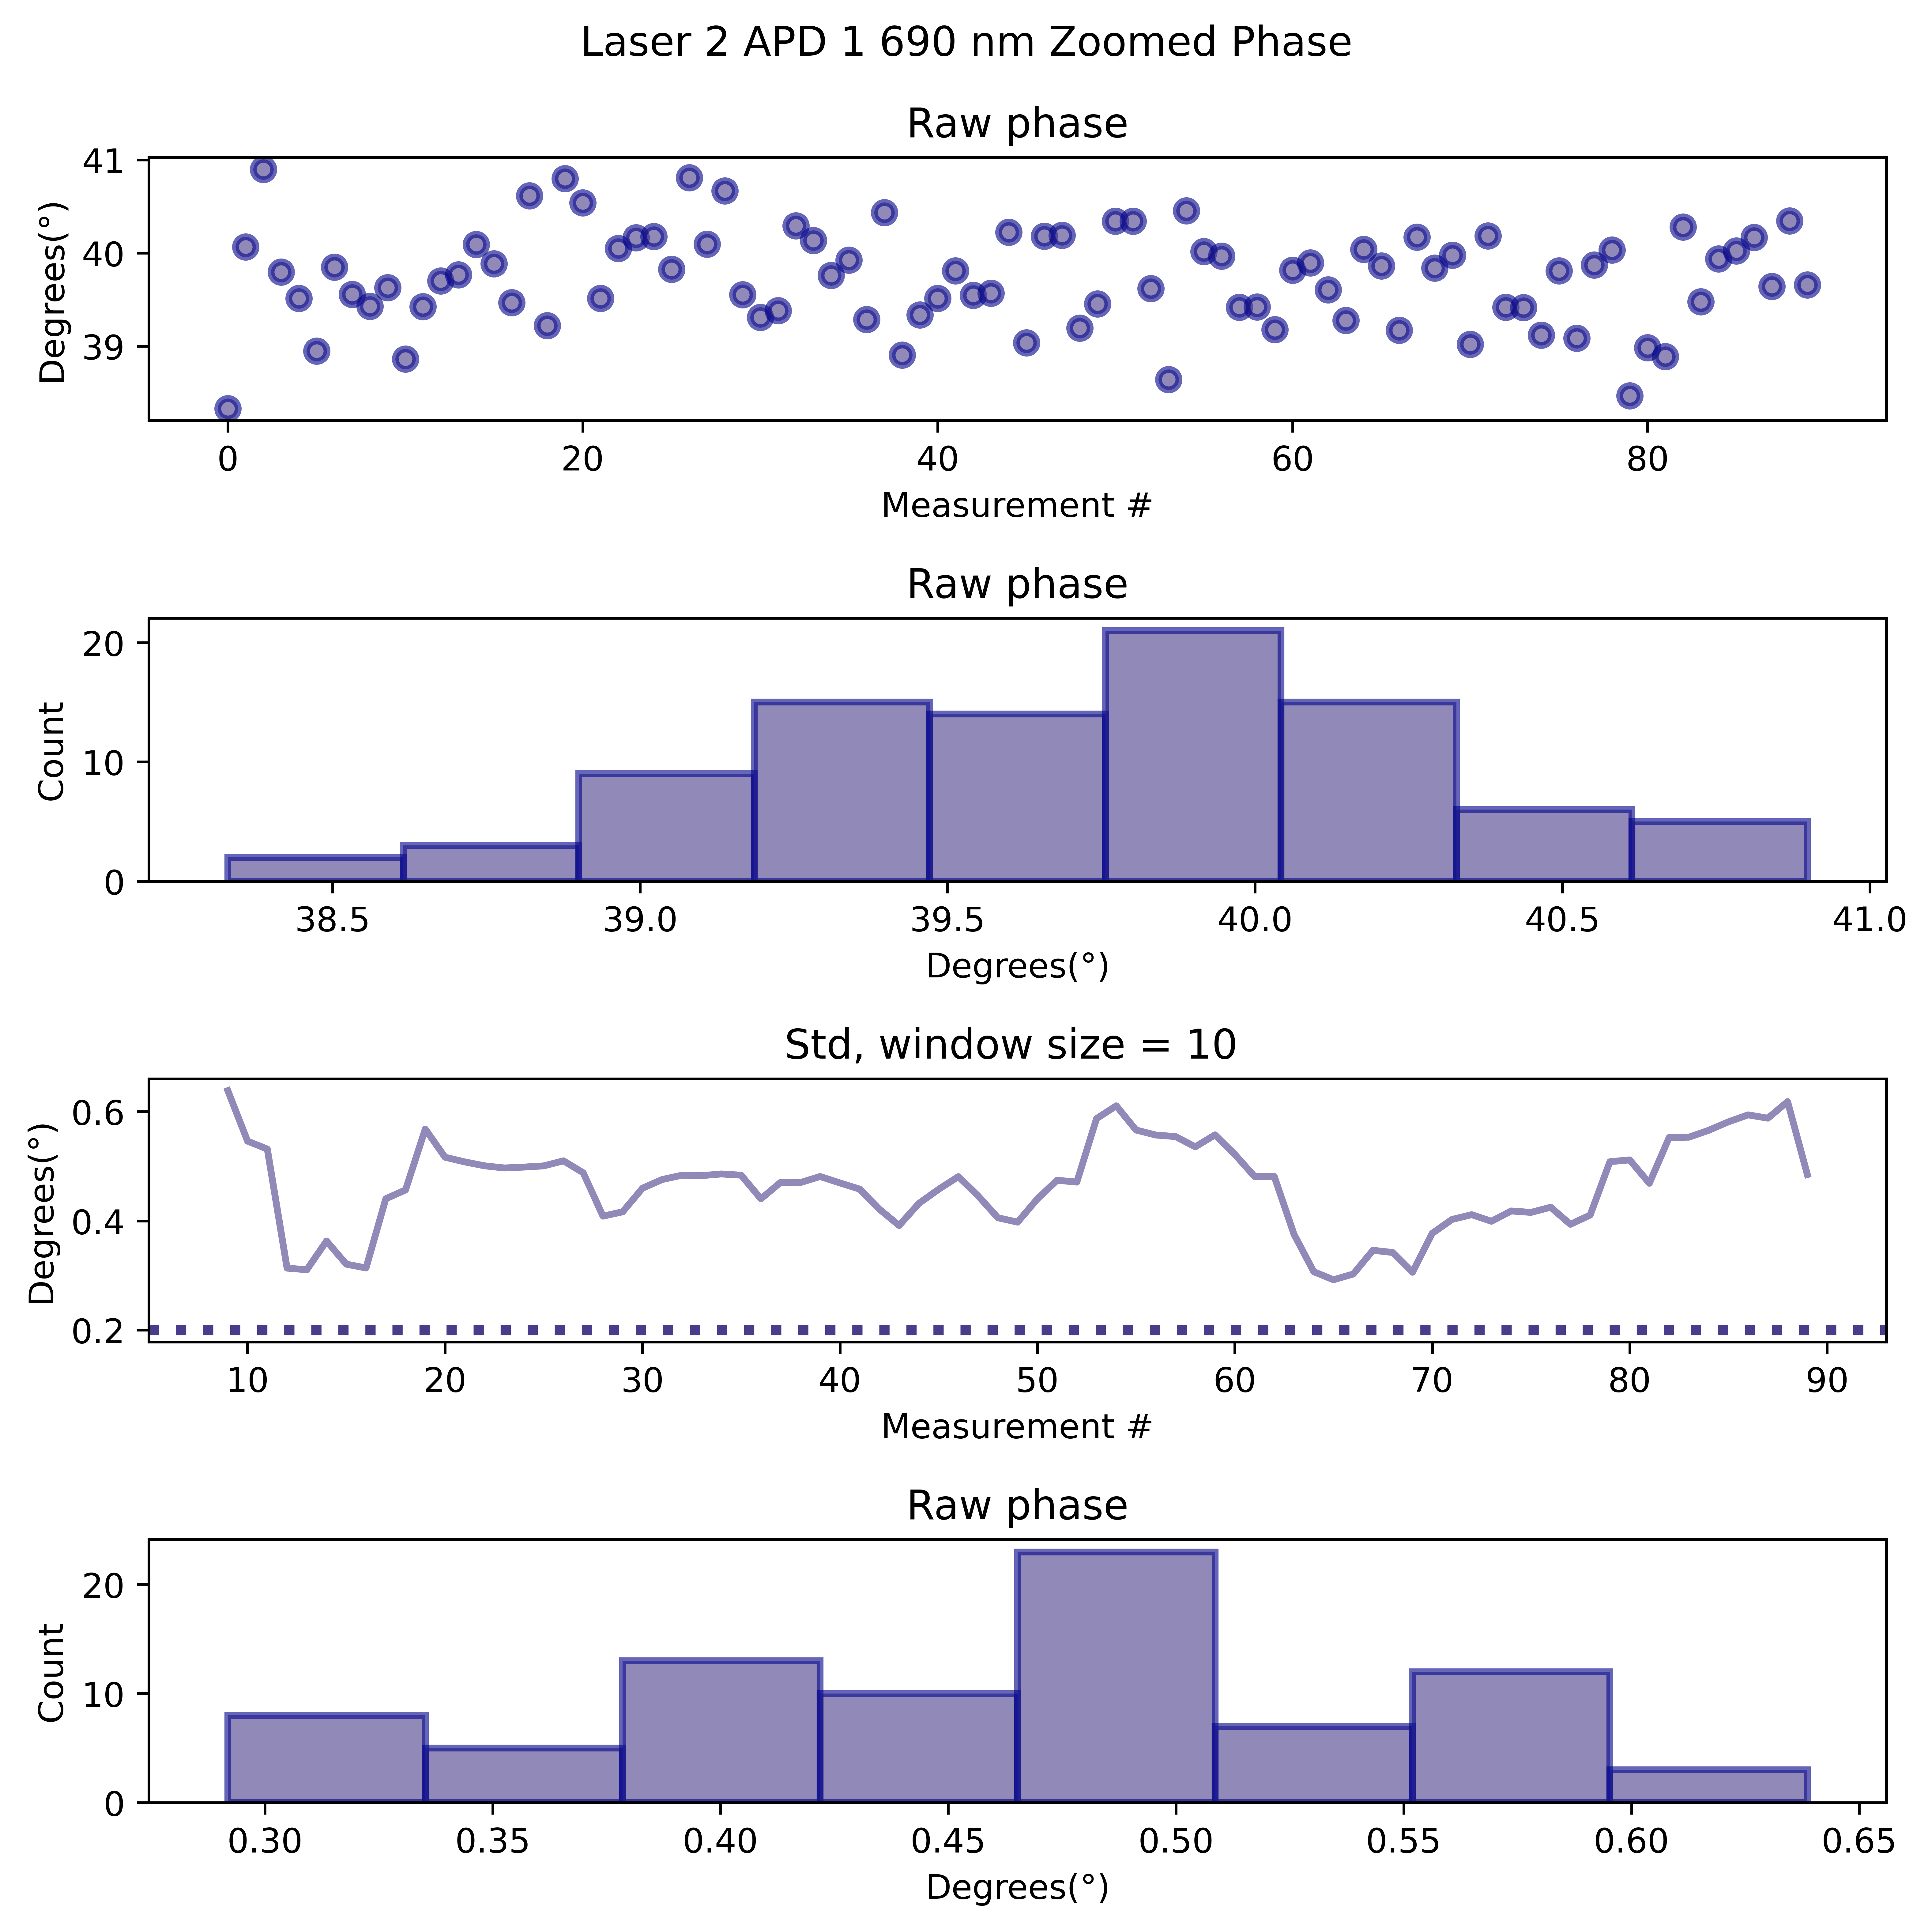 Laser 2 APD 1 690 nm Zoomed Phase
Raw phase
41
40
39
Degrees(°)
0 20 40 60 80
Measurement #
Raw phase
20
10
0
Count
38.5 39.0 39.5 40.0 40.5 41.0
Degrees(°)
Std, window size = 10
0.6
0.4
0.2
Degrees(°)
10 20 30 40 50 60 70 80 90
Measurement #
Raw phase
20
10
0
Count
0.30 0.35 0.40 0.45 0.50 0.55 0.60 0.65
Degrees(°)